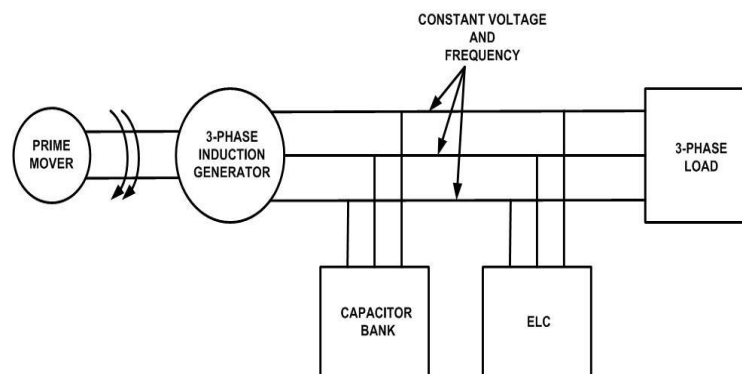 CONSTANT VOLTAGE
AND
FREQUENCY
PRIME
MOVER
3-PHASE
INDUCTION
GENERATOR
3-PHASE
LOAD
CAPACITOR
BANK
ELC